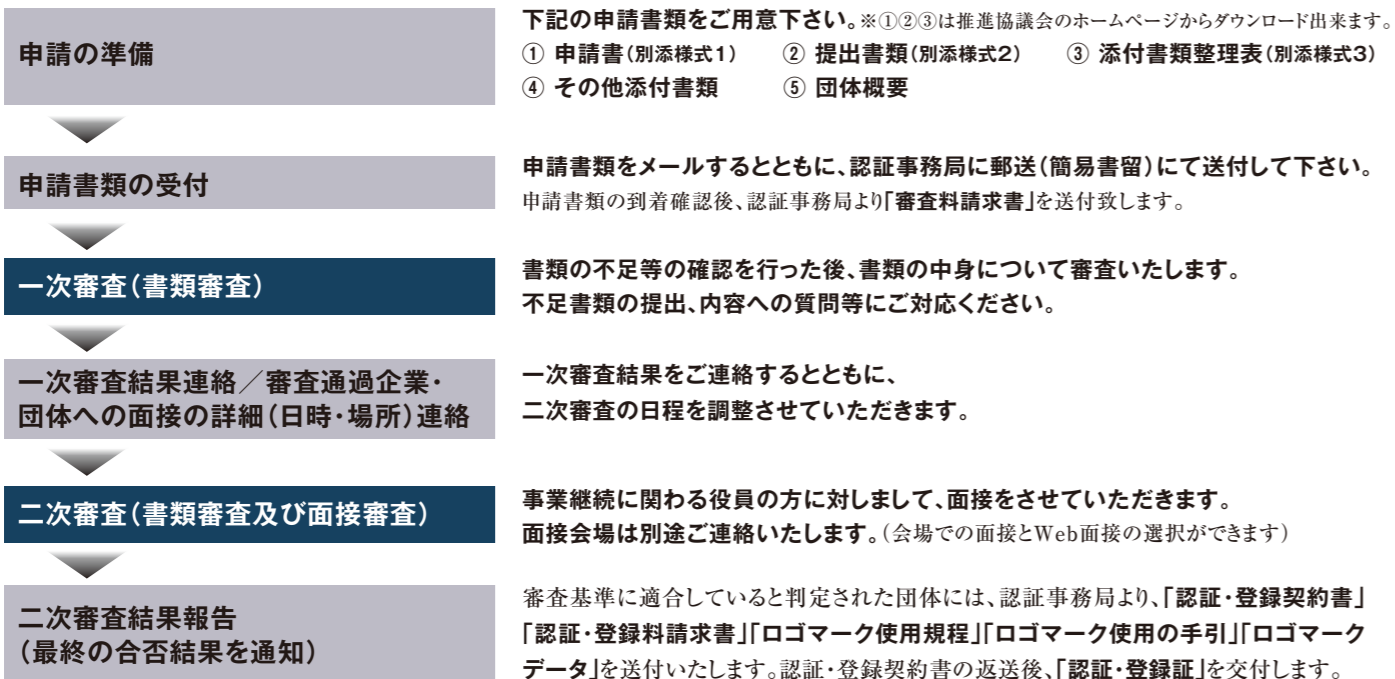 申請の準備
下記の申請書類をご用意下さい。※①②③は推進協議会のホームページからダウンロード出来ます。
① 申請書(別添様式1) ② 提出書類(別添様式2) ③ 添付書類整理表(別添様式3)
④ その他添付書類 ⑤ 団体概要
申請書類の受付
申請書類をメールするとともに、認証事務局に郵送(簡易書留)にて送付して下さい。
申請書類の到着確認後、認証事務局より「審査料請求書」を送付致します。
一次審査(書類審査)
書類の不足等の確認を行った後、書類の中身について審査いたします。
不足書類の提出、内容への質問等にご対応ください。
一次審査結果連絡/審査通過企業・
団体への面接の詳細(日時・場所)連絡
一次審査結果をご連絡するとともに、
二次審査の日程を調整させていただきます。
二次審査(書類審査及び面接審査)
事業継続に関わる役員の方に対しまして、面接をさせていただきます。
面接会場は別途ご連絡いたします。(会場での面接とWeb面接の選択ができます)
二次審査結果報告
(最終の合否結果を通知)
審査基準に適合していると判定された団体には、認証事務局より、「認証・登録契約書」
「認証・登録料請求書」「ロゴマーク使用規程」「ロゴマーク使用の手引」「ロゴマーク
データ」を送付いたします。認証・登録契約書の返送後、「認証・登録証」を交付します。